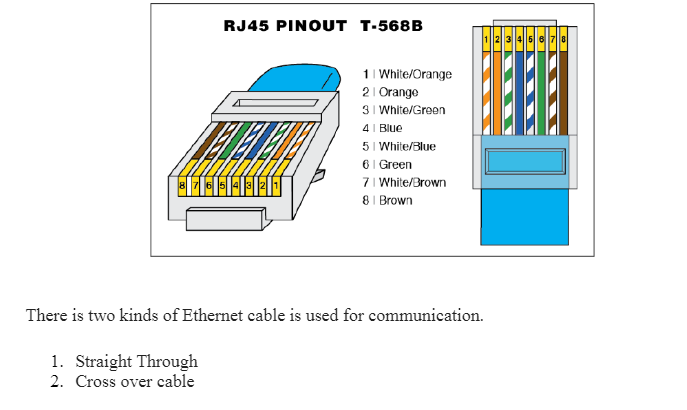 RJ45 PINOUT T-568B
1 | White/Orange
2 | Orange
3 | White/Green
4 | Blue
5 | White/Blue
6 | Green
7 | White/Brown
8 | Brown
8 7 6 5 4 3 2 1
1 2 3 4 5 6 7 8
There is two kinds of Ethernet cable is used for communication.
1. Straight Through
2. Cross over cable